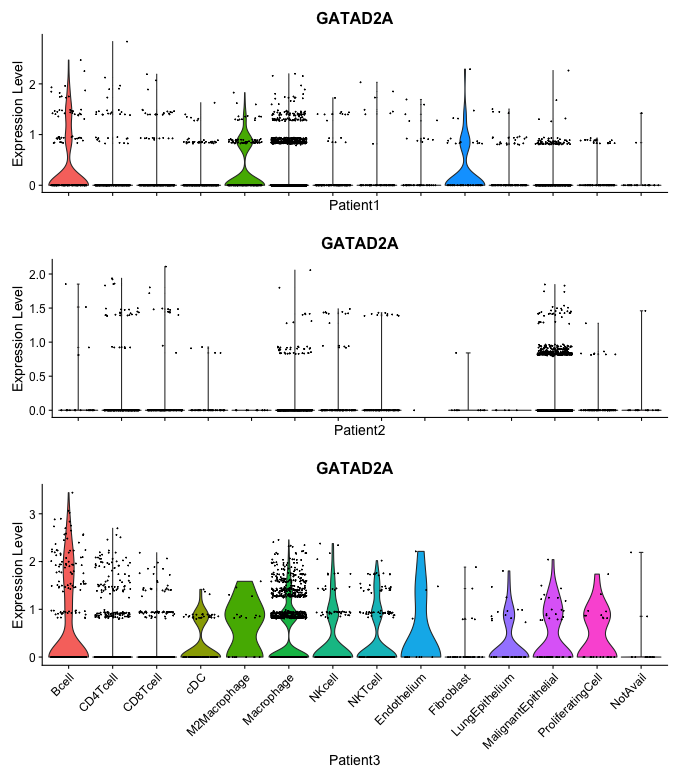 GATAD2A
Expression Level
2
1
0
Patient1
GATAD2A
Expression Level
2.0
1.5
1.0
0.5
0.0
Patient2
GATAD2A
Expression Level
3
2
1
0
Bcell
CD4Tcell
CD8Tcell
cDC
M2Macrophage
Macrophage
NKcell
NKTcell
Endothelium
Fibroblast
LungEpithelium
MalignantEpithelial
ProliferatingCell
NotAvail
Patient3